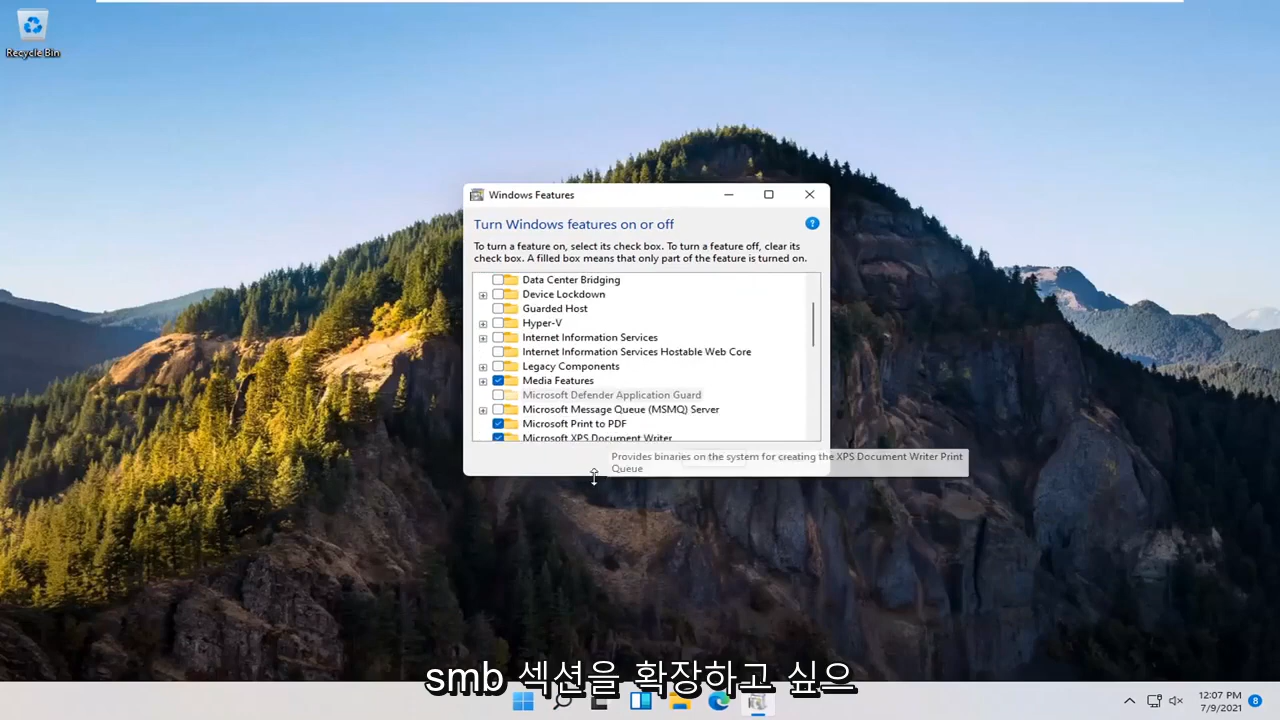 Recycle Bin
Windows Features
Turn Windows features on or off
To turn a feature on, select its check box. To turn a feature off, clear its
check box. A filled box means that only part of the feature is turned on.
Data Center Bridging
Device Lockdown
Guarded Host
Hyper-V
Internet Information Services
Internet Information Services Hostable Web Core
Legacy Components
Media Features
Microsoft Defender Application Guard
Microsoft Message Queue (MSMQ) Server
Microsoft Print to PDF
Microsoft XPS Document Writer
Provides binaries on the system for creating the XPS Document Writer Print
Queue
smb 섹션을 확장하고 싶으
12:07 PM
7/9/2021
8